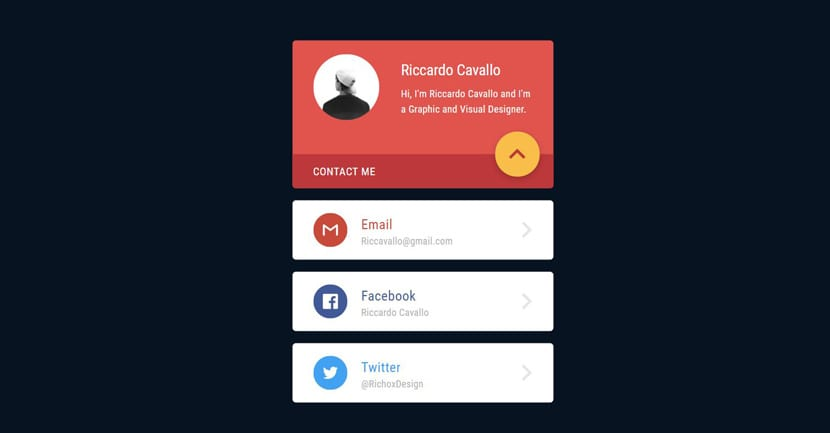 Riccardo Cavallo
Hi, I'm Riccardo Cavallo and I'm
a Graphic and Visual Designer.
CONTACT ME
Email
Riccavallo@gmail.com
Facebook
Riccardo Cavallo
Twitter
@RichoxDesign